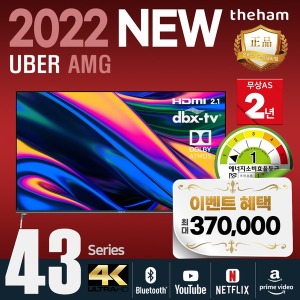 2022 NEW
theham
UBER AMG
正品
무상AS
2년
HDMI 2.1
dbx-tv
DOLBY
ATMOS
1
에너지소비효율등급
이벤트 혜택
최대 370,000
43 Series
4K
Bluetooth
YouTube
NETFLIX
prime video